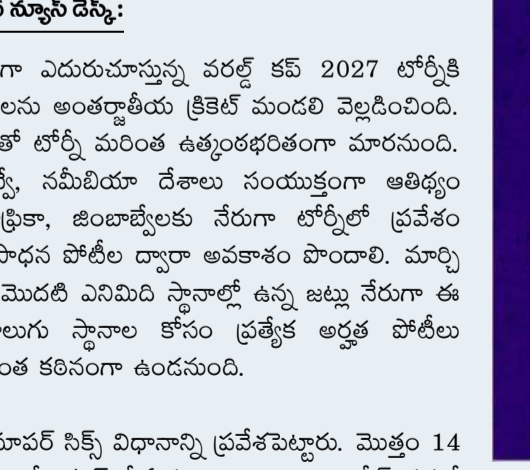 న్యూస్ డెస్క్:
గా ఎదురుచూస్తున్న వరల్డ్ కప్ 2027 టోర్నీకి
లను అంతర్జాతీయ క్రికెట్ మండలి వెల్లడించింది.
తో టోర్నీ మరింత ఉత్కంఠభరితంగా మారనుంది.
వే, నమీబియా దేశాలు సంయుక్తంగా ఆతిథ్యం
ఫ్రికా, జింబాబ్వేలకు నేరుగా టోర్నీలో ప్రవేశం
సాధన పోటీల ద్వారా అవకాశం పొందాలి. మార్చి
మొదటి ఎనిమిది స్థానాల్లో ఉన్న జట్లు నేరుగా ఈ
లుగు స్థానాల కోసం ప్రత్యేక అర్హత పోటీలు
ంత కఠినంగా ఉండనుంది.
సూపర్ సిక్స్ విధానాన్ని ప్రవేశపెట్టారు. మొత్తం 14